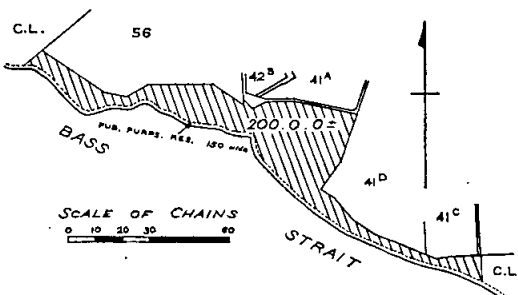 C.L.
56
42ᴮ
41ᴬ
200.0.0±
PUB. PURPS. RES. 150 wide
BASS
41ᴰ
41ᶜ
SCALE OF CHAINS
0 10 20 30 60
STRAIT
C.L.